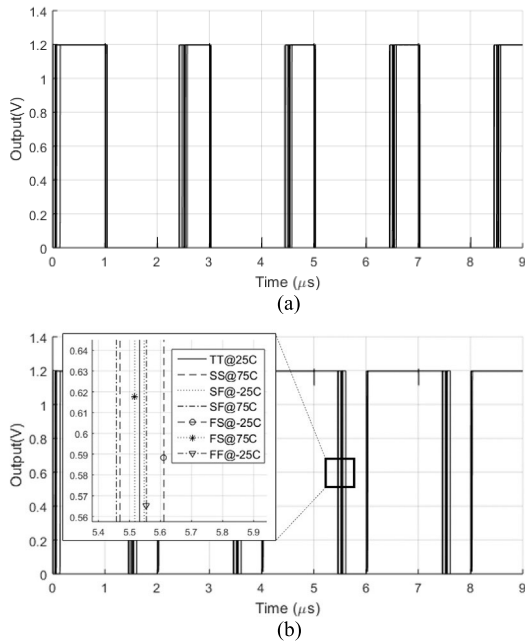 1.4
1.2
1
0.8
0.6
0.4
0.2
0
Output(V)
0 1 2 3 4 5 6 7 8 9
Time (μs)
(a)
1.4
1.2
1
0.8
0.6
0.4
0.2
0
Output(V)
0.64
0.62
0.6
0.59
0.58
0.57
0.56
5.4 5.5 5.6 5.7 5.8 5.9
TT@25C
SS@75C
SF@-25C
SF@75C
FS@-25C
FS@75C
FF@-25C
0 1 2 3 4 5 6 7 8 9
Time (μs)
(b)